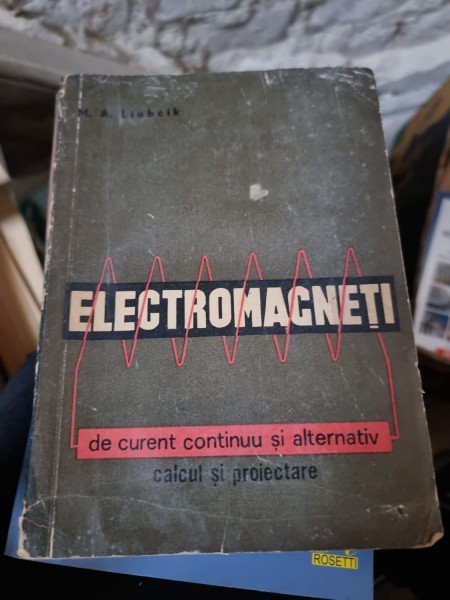 M. A. Liubcik
ELECTROMAGNEȚI
de curent continuu și alternativ
calcul și proiectare
ROSETTI